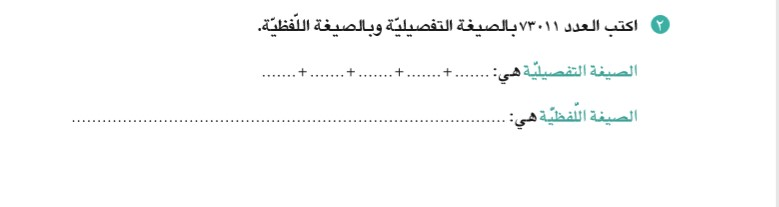 ٢ اكتب العدد ٧٣٠١١ بالصيغة التفصيليّة وبالصيغة اللّفظيّة.
الصيغة التفصيليّة هي: ....... + ....... + ....... + ....... + .......
الصيغة اللّفظيّة هي: .....................................................................................